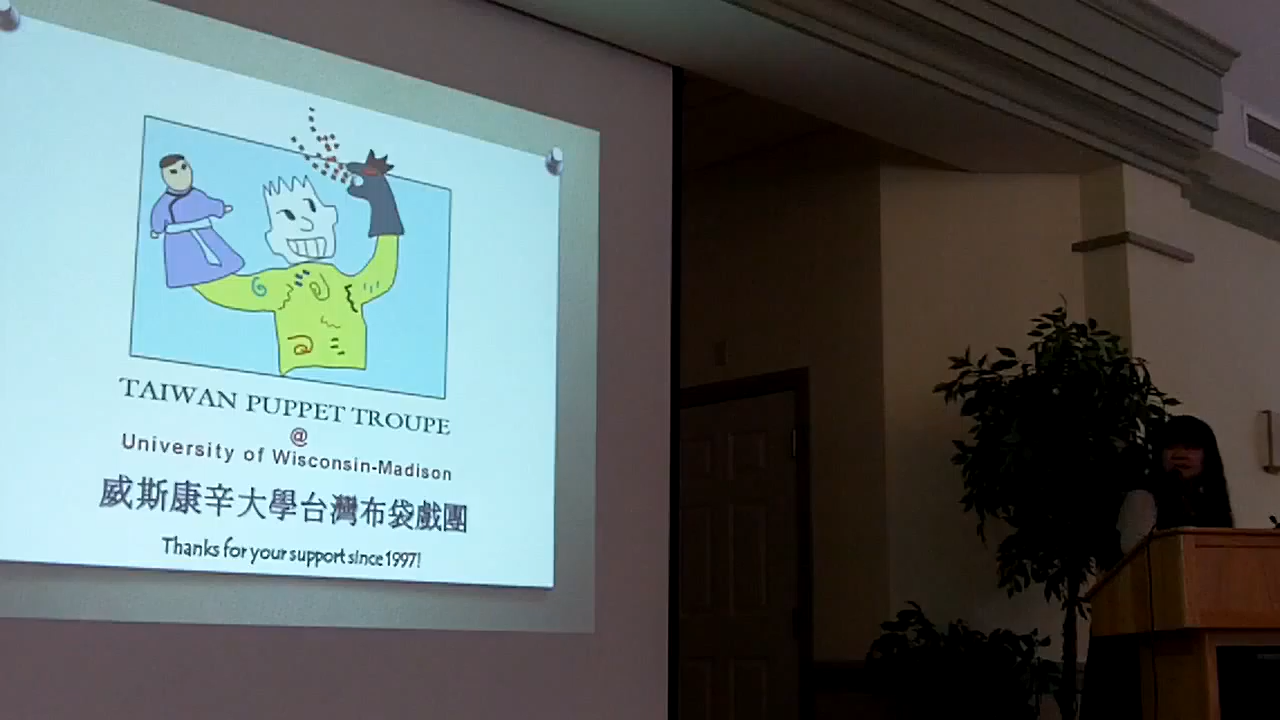 TAIWAN PUPPET TROUPE
@
University of Wisconsin-Madison
威斯康辛大學台灣布袋戲團
Thanks for your support since 1997!